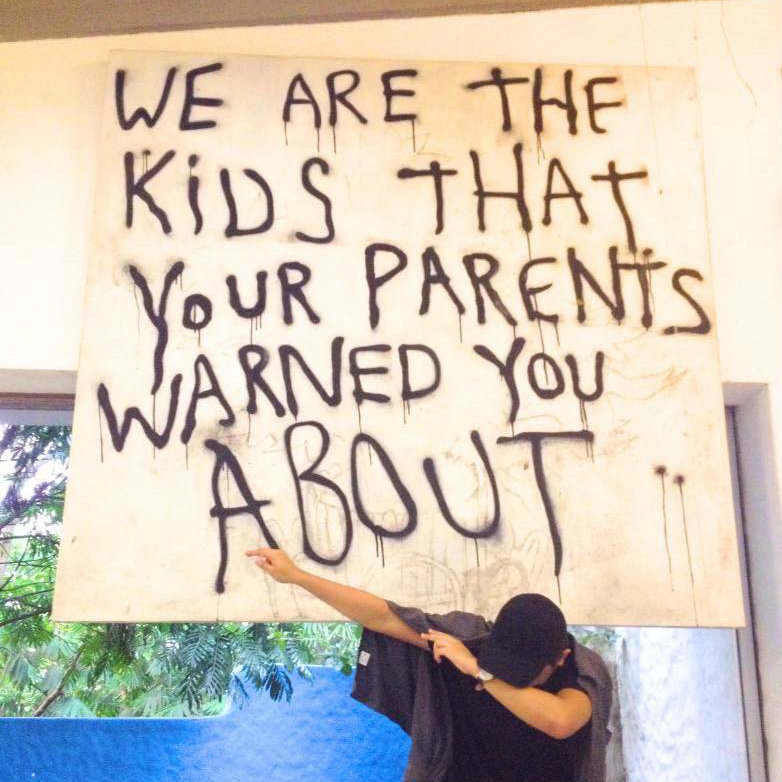 WE ARE THE
KiDS THAT
YoUR PARENTS
WARNED YOU
ABOUT